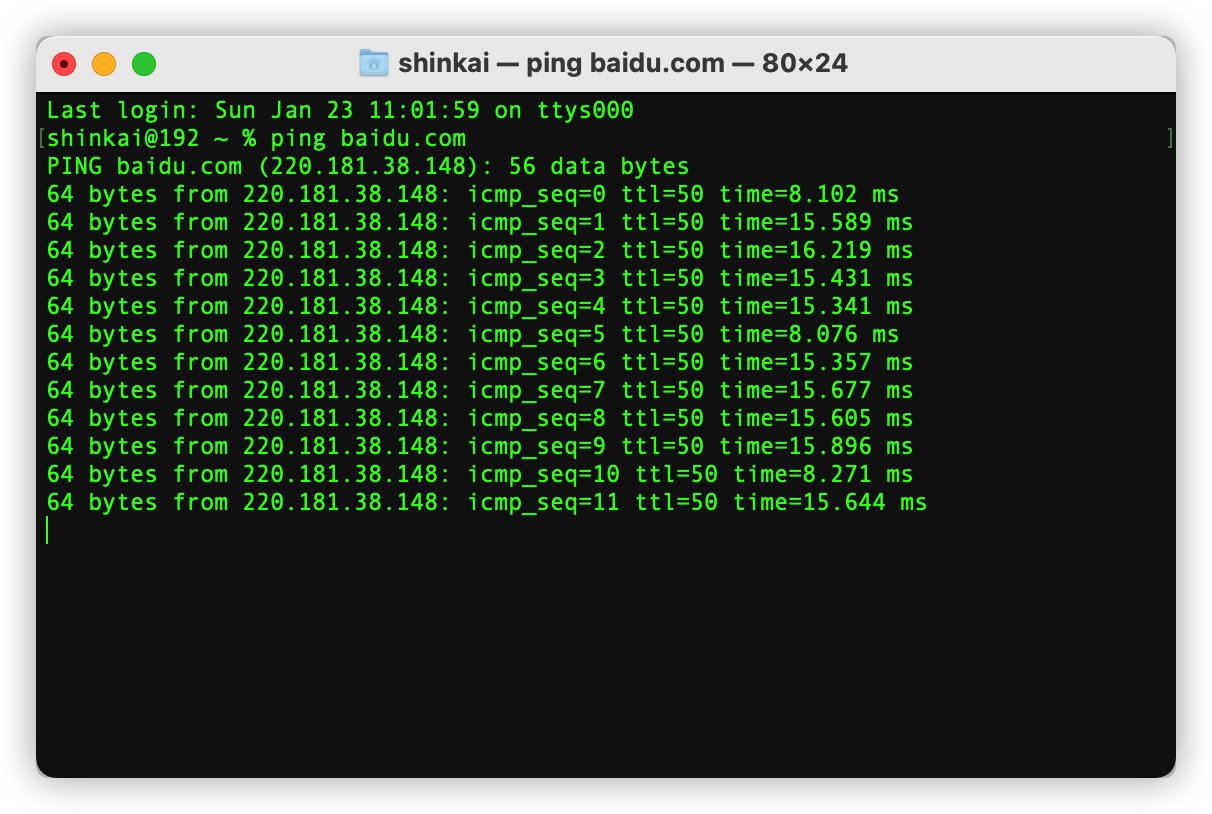 shinkai — ping baidu.com — 80×24
Last login: Sun Jan 23 11:01:59 on ttys000
[shinkai@192 ~ % ping baidu.com ]
PING baidu.com (220.181.38.148): 56 data bytes
64 bytes from 220.181.38.148: icmp_seq=0 ttl=50 time=8.102 ms
64 bytes from 220.181.38.148: icmp_seq=1 ttl=50 time=15.589 ms
64 bytes from 220.181.38.148: icmp_seq=2 ttl=50 time=16.219 ms
64 bytes from 220.181.38.148: icmp_seq=3 ttl=50 time=15.431 ms
64 bytes from 220.181.38.148: icmp_seq=4 ttl=50 time=15.341 ms
64 bytes from 220.181.38.148: icmp_seq=5 ttl=50 time=8.076 ms
64 bytes from 220.181.38.148: icmp_seq=6 ttl=50 time=15.357 ms
64 bytes from 220.181.38.148: icmp_seq=7 ttl=50 time=15.677 ms
64 bytes from 220.181.38.148: icmp_seq=8 ttl=50 time=15.605 ms
64 bytes from 220.181.38.148: icmp_seq=9 ttl=50 time=15.896 ms
64 bytes from 220.181.38.148: icmp_seq=10 ttl=50 time=8.271 ms
64 bytes from 220.181.38.148: icmp_seq=11 ttl=50 time=15.644 ms